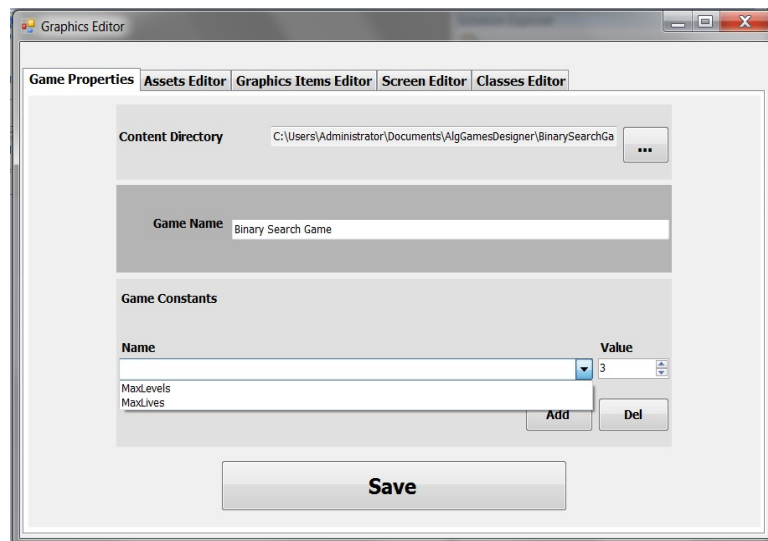 Graphics Editor
Game Properties Assets Editor Graphics Items Editor Screen Editor Classes Editor
Content Directory C:\Users\Administrator\Documents\AlgGamesDesigner\BinarySearchGa ...
Game Name Binary Search Game
Game Constants
Name Value
3
MaxLevels
MaxLives
Add Del
Save